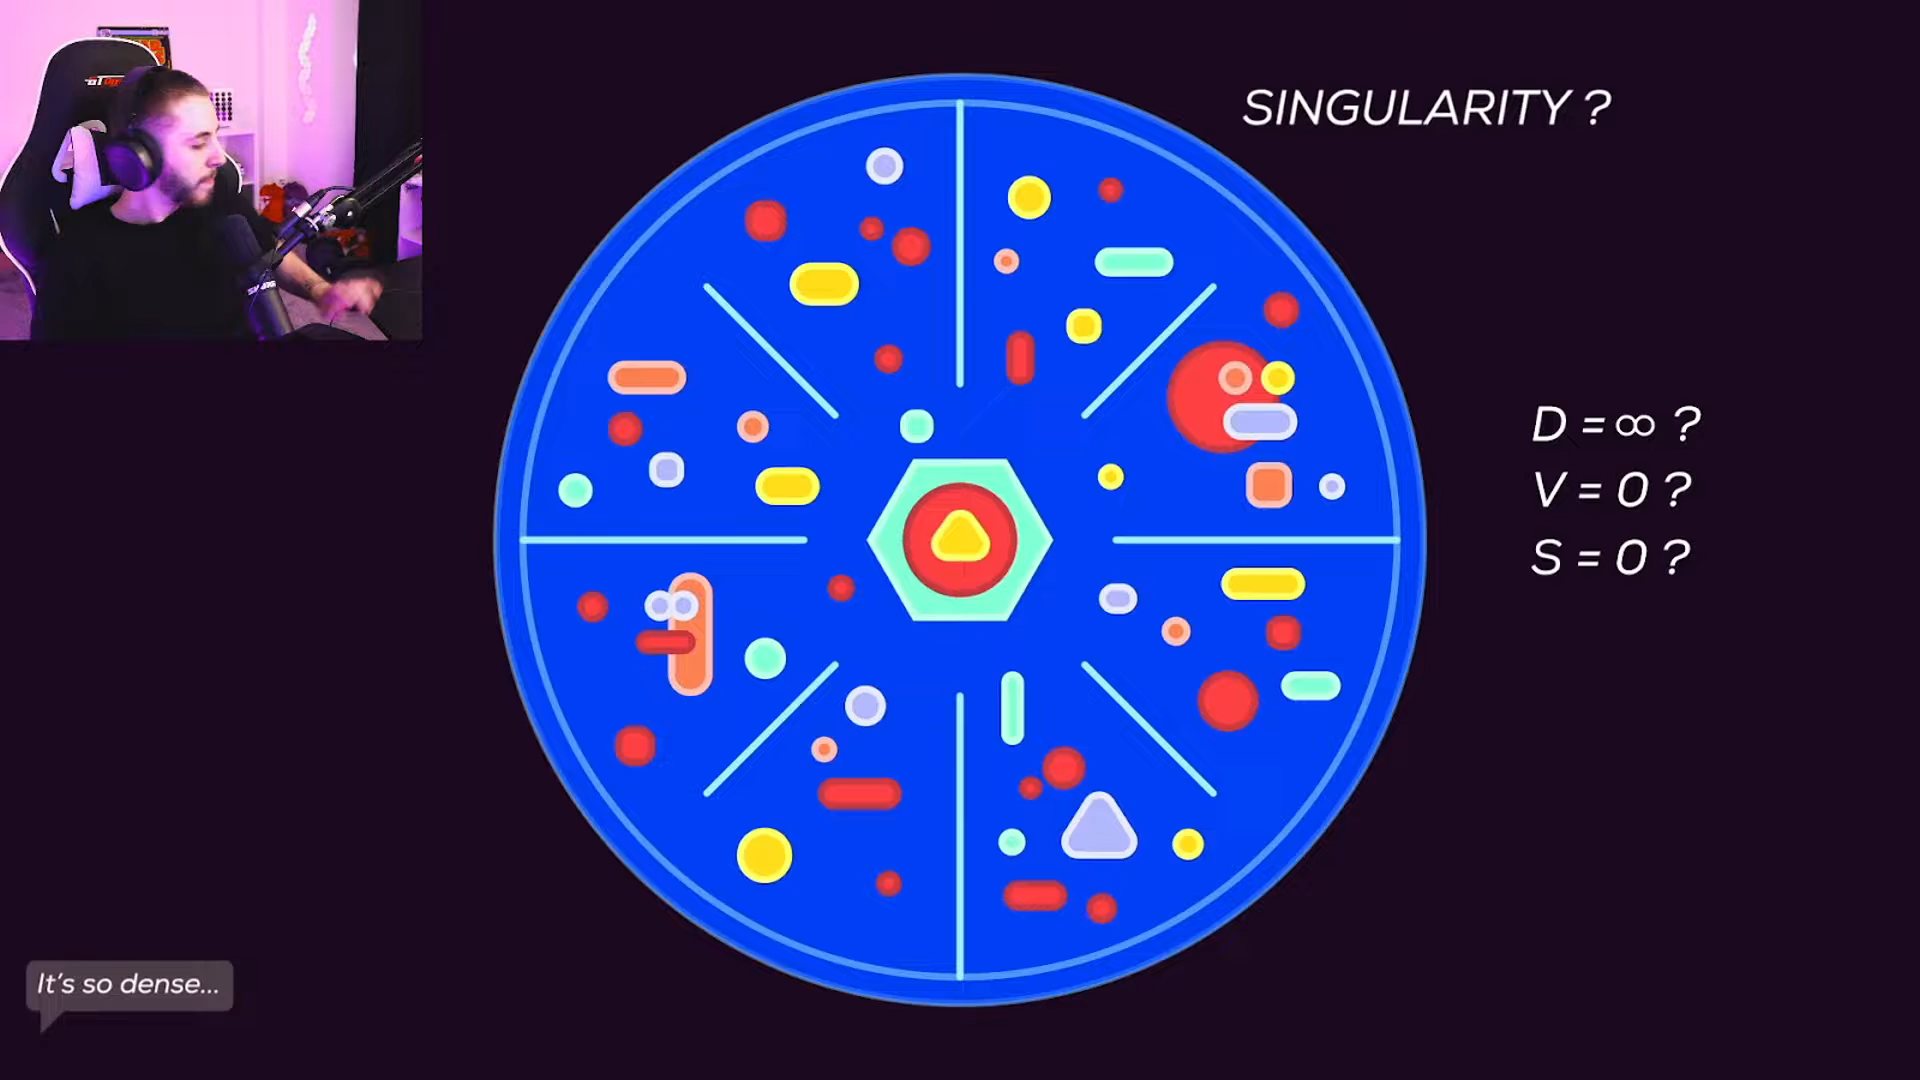 SINGULARITY ?
D = ∞ ?
V = 0 ?
S = 0 ?
It's so dense...